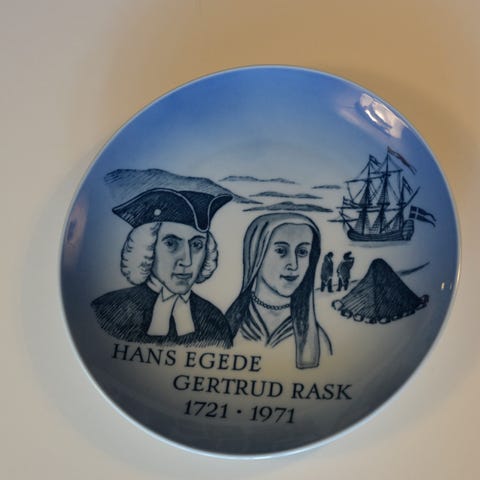 HANS EGEDE
GERTRUD RASK
1721 · 1971